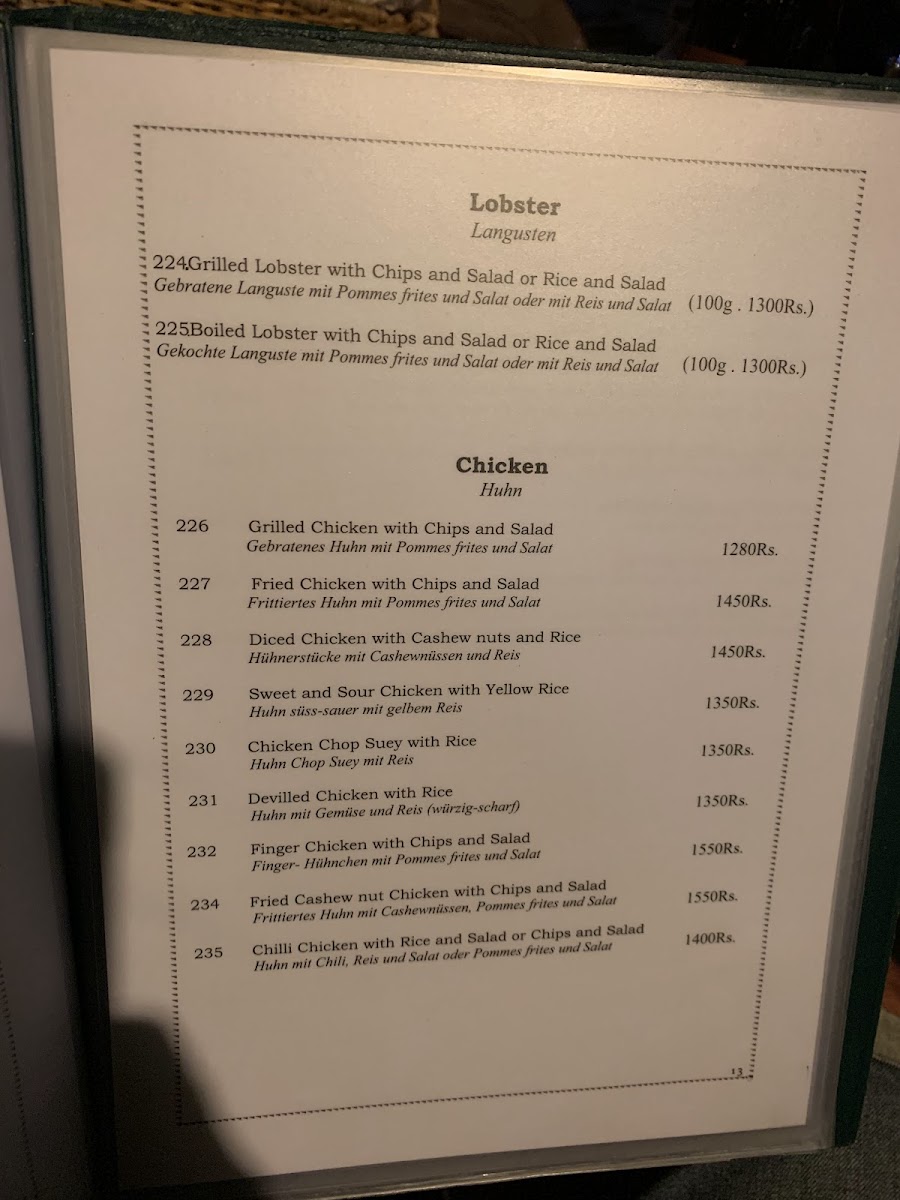 Lobster
Langusten
224.Grilled Lobster with Chips and Salad or Rice and Salad
Gebratene Languste mit Pommes frites und Salat oder mit Reis und Salat (100g . 1300Rs.)
225.Boiled Lobster with Chips and Salad or Rice and Salad
Gekochte Languste mit Pommes frites und Salat oder mit Reis und Salat (100g . 1300Rs.)
Chicken
Huhn
226 Grilled Chicken with Chips and Salad
Gebratenes Huhn mit Pommes frites und Salat 1280Rs.
227 Fried Chicken with Chips and Salad
Frittiertes Huhn mit Pommes frites und Salat 1450Rs.
228 Diced Chicken with Cashew nuts and Rice
Hühnerstücke mit Cashewnüssen und Reis 1450Rs.
229 Sweet and Sour Chicken with Yellow Rice
Huhn süss-sauer mit gelbem Reis 1350Rs.
230 Chicken Chop Suey with Rice
Huhn Chop Suey mit Reis 1350Rs.
231 Devilled Chicken with Rice
Huhn mit Gemüse und Reis (würzig-scharf) 1350Rs.
232 Finger Chicken with Chips and Salad
Finger- Hühnchen mit Pommes frites und Salat 1550Rs.
234 Fried Cashew nut Chicken with Chips and Salad
Frittiertes Huhn mit Cashewnüssen, Pommes frites und Salat 1550Rs.
235 Chilli Chicken with Rice and Salad or Chips and Salad
Huhn mit Chili, Reis und Salat oder Pommes frites und Salat 1400Rs.
13